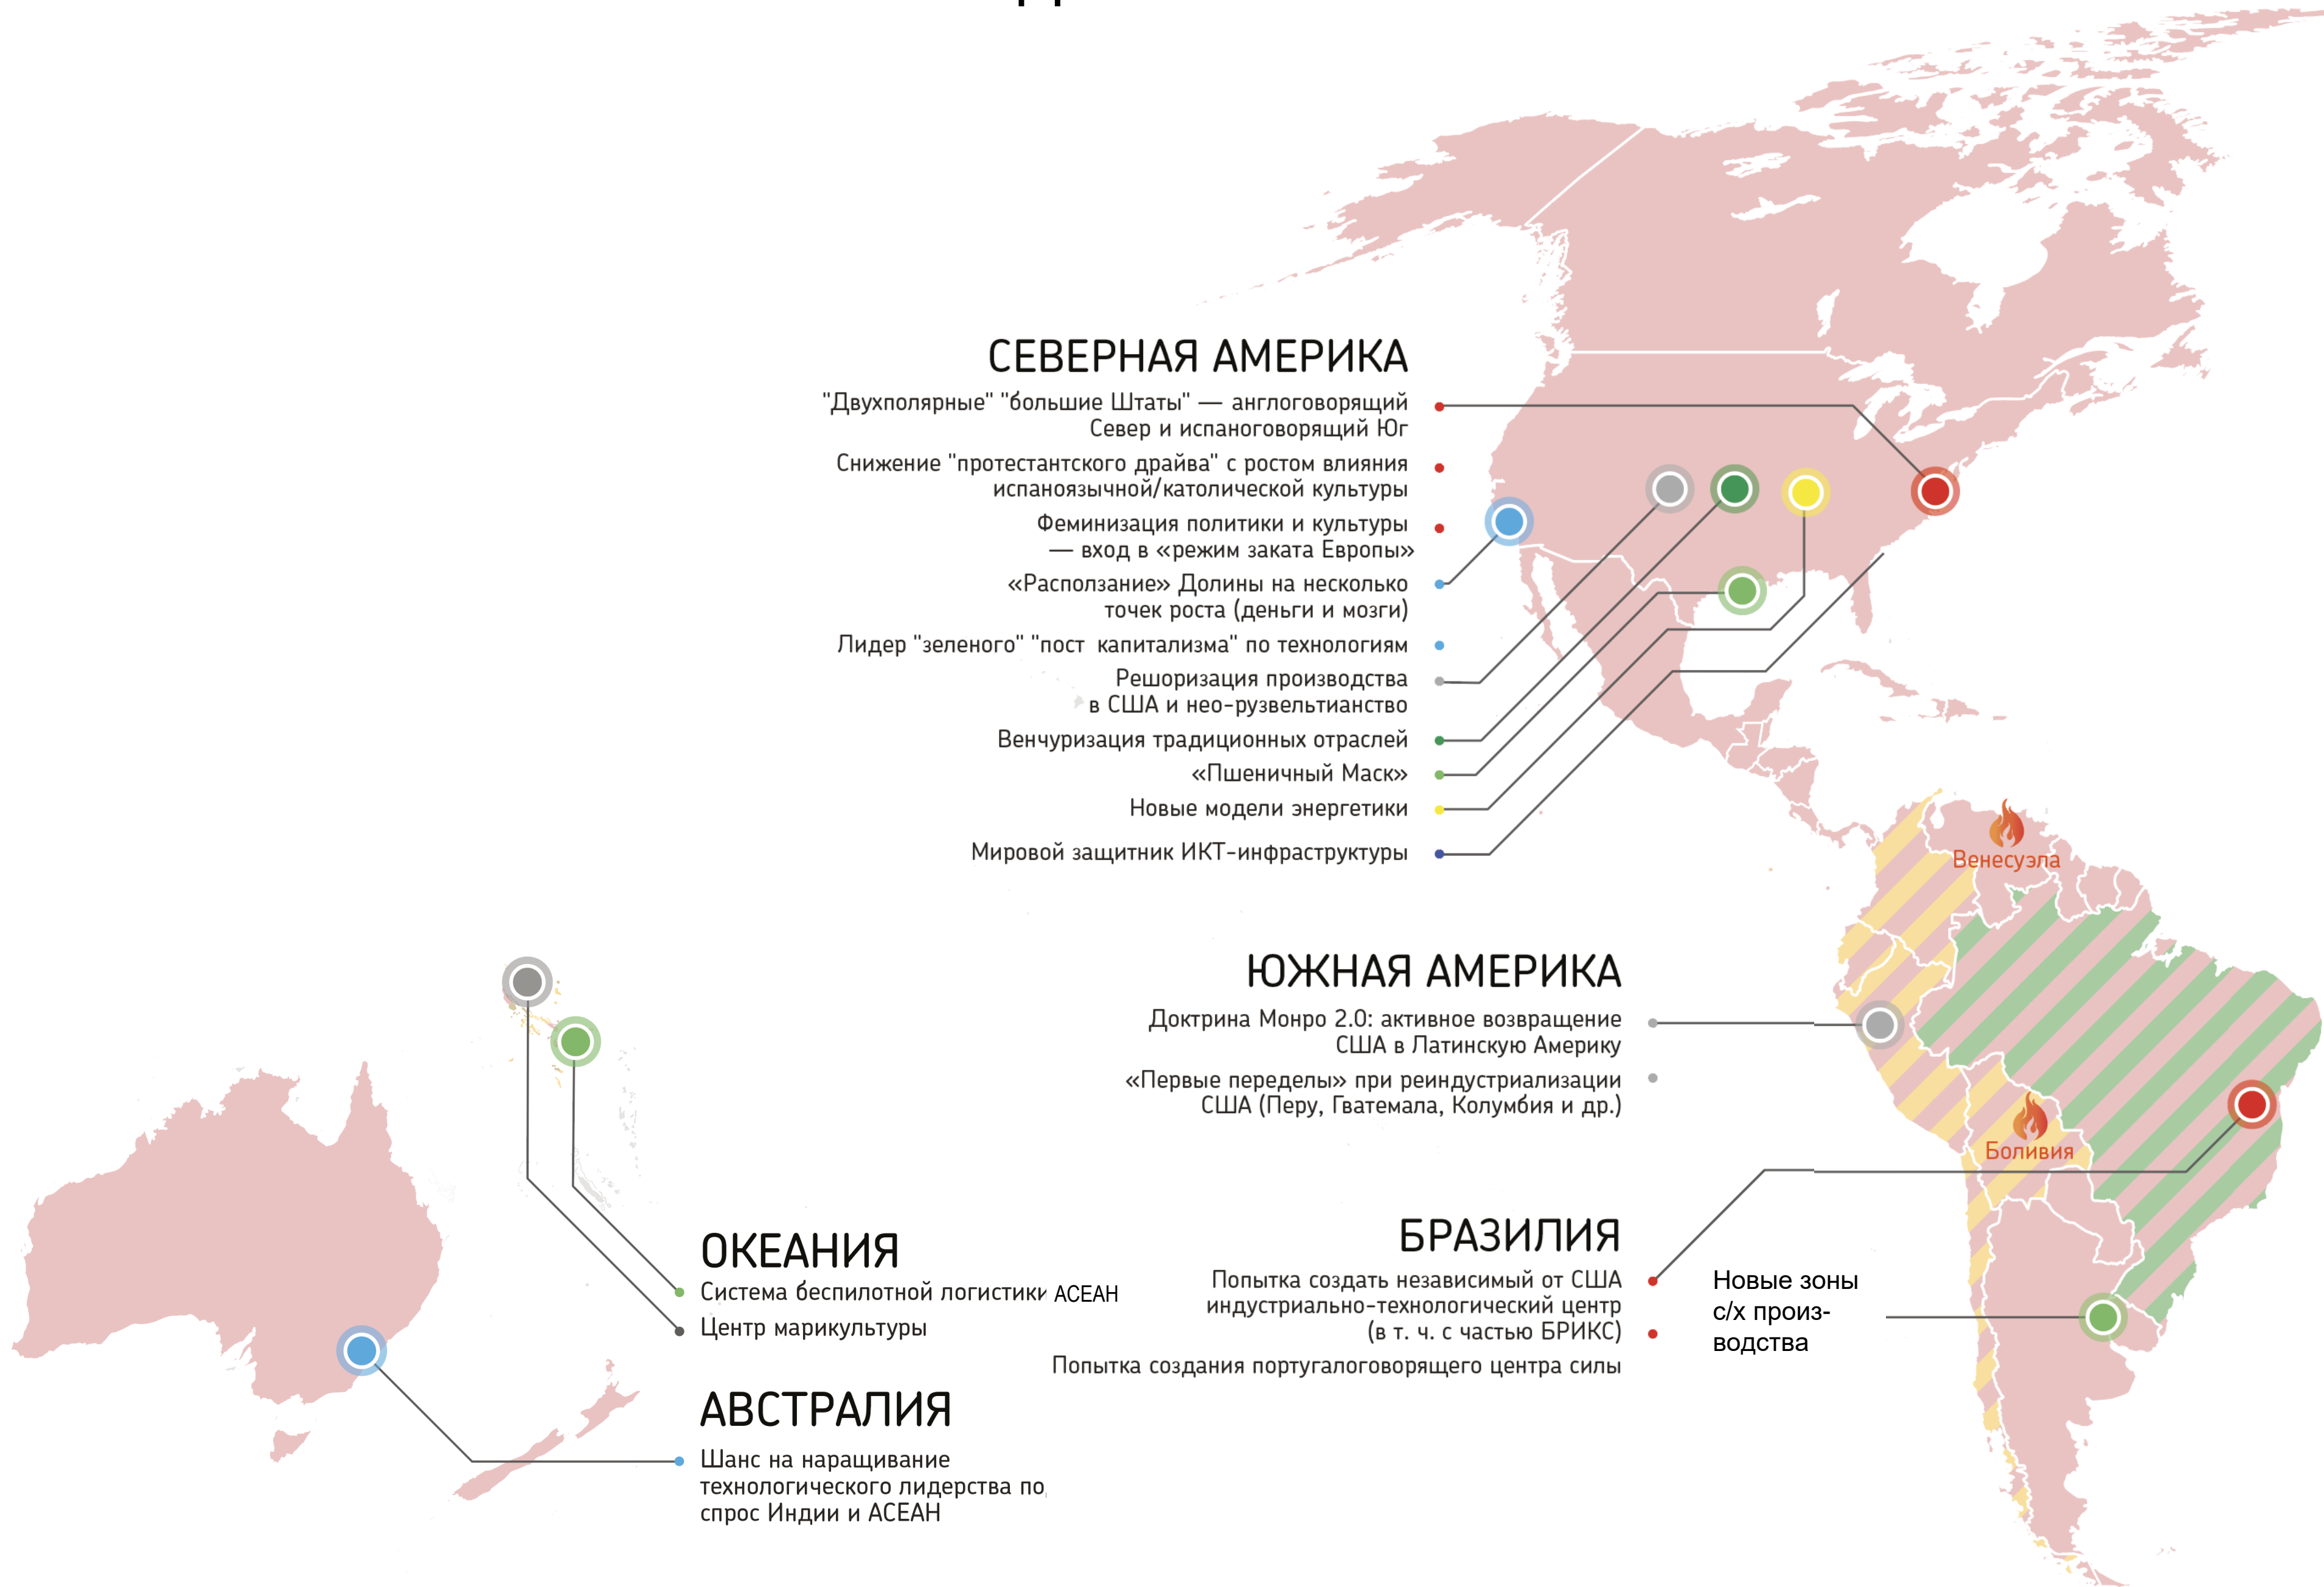 СЕВЕРНАЯ АМЕРИКА
"Двухполярные" "большие Штаты" — англоговорящий
Север и испаноговорящий Юг
Снижение "протестантского драйва" с ростом влияния
испаноязычной/католической культуры
Феминизация политики и культуры
— вход в «режим заката Европы»
«Расползание» Долины на несколько
точек роста (деньги и мозги)
Лидер "зеленого" "пост капитализма" по технологиям
Решоризация производства
в США и нео-рузвельтианство
Венчуризация традиционных отраслей
«Пшеничный Маск»
Новые модели энергетики
Мировой защитник ИКТ-инфраструктуры
Венесуэла
ЮЖНАЯ АМЕРИКА
Доктрина Монро 2.0: активное возвращение
США в Латинскую Америку
«Первые переделы» при реиндустриализации
США (Перу, Гватемала, Колумбия и др.)
Боливия
БРАЗИЛИЯ
Попытка создать независимый от США
индустриально-технологический центр
(в т. ч. с частью БРИКС)
Попытка создания португалоговорящего центра силы
Новые зоны
с/х произ-
водства
ОКЕАНИЯ
Система беспилотной логистики АСЕАН
Центр марикультуры
АВСТРАЛИЯ
Шанс на наращивание
технологического лидерства по
спрос Индии и АСЕАН